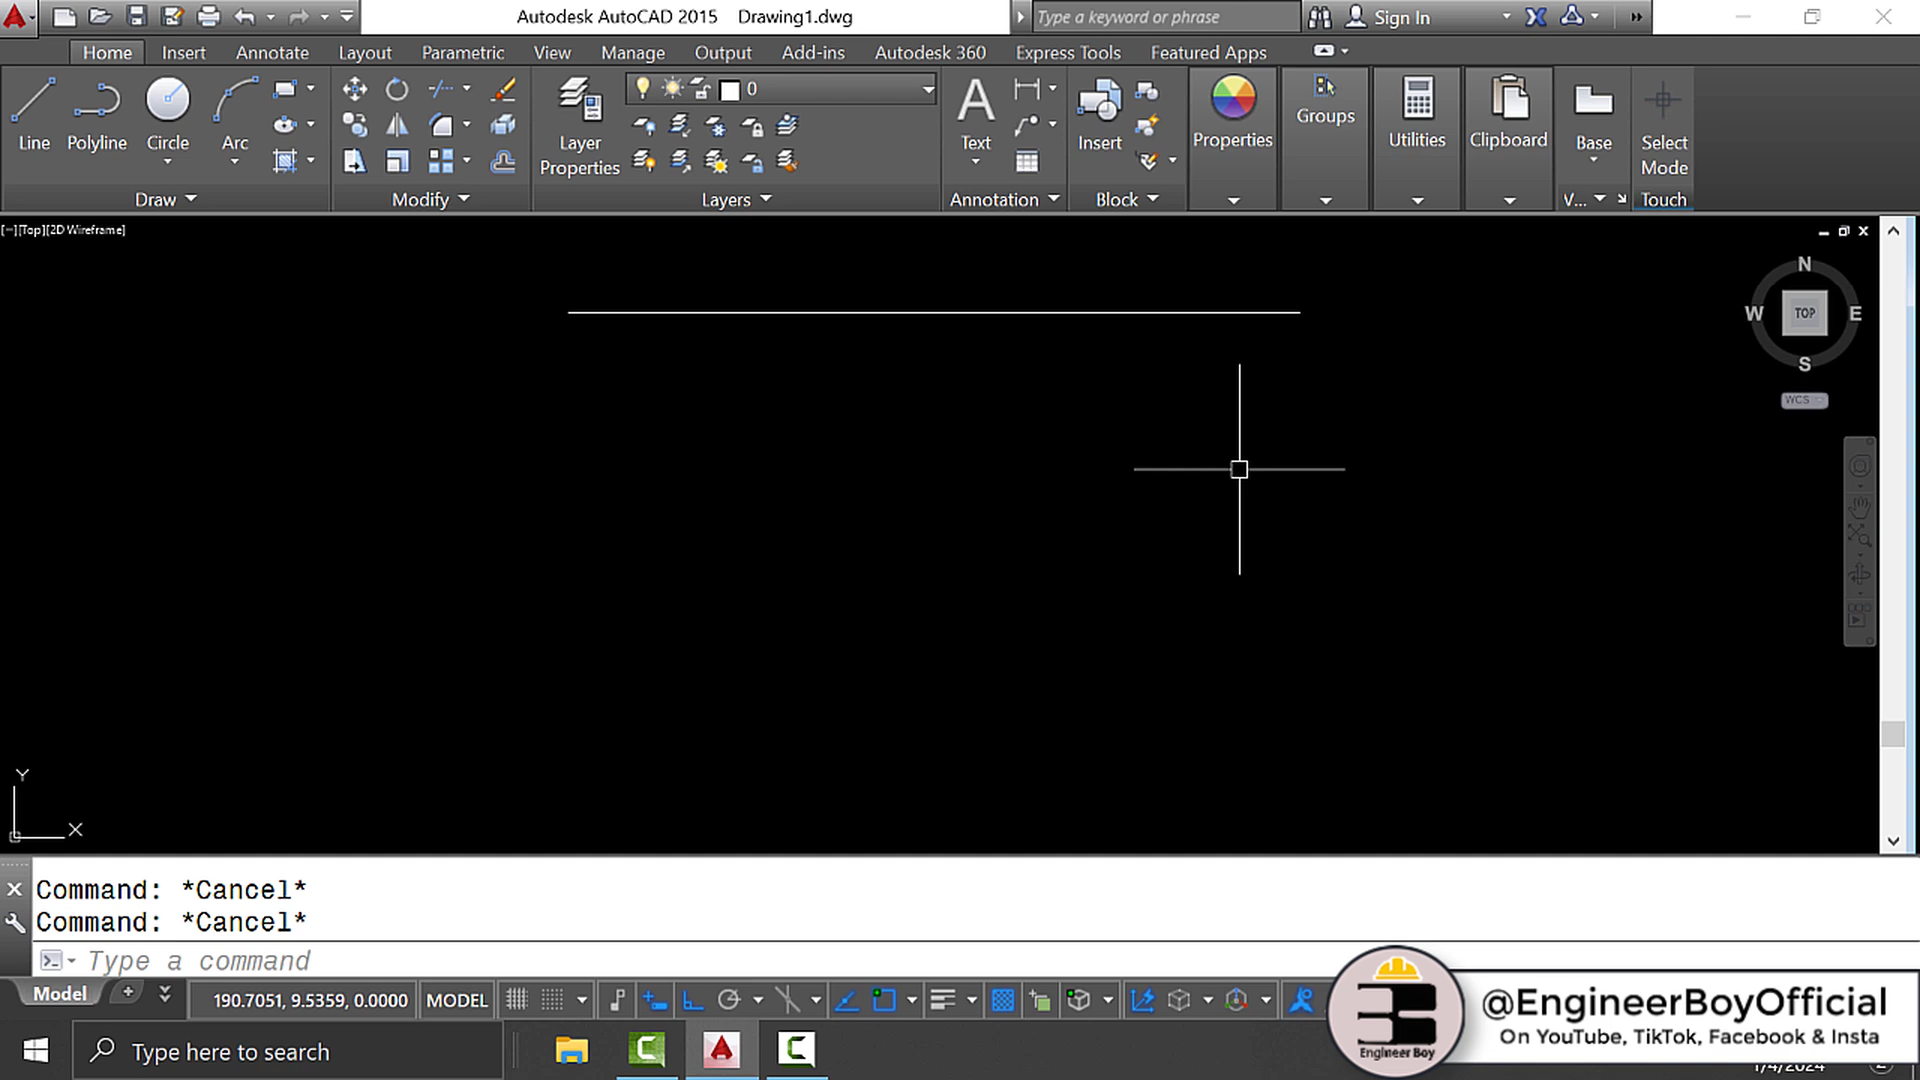 Autodesk AutoCAD 2015 Drawing1.dwg
Type a keyword or phrase
Sign In
Home Insert Annotate Layout Parametric View Manage Output Add-ins Autodesk 360 Express Tools Featured Apps
0
Line Polyline Circle Arc
Layer
Properties
Text
Insert
Properties
Groups
Utilities
Clipboard
Base
Select
Mode
Draw Modify Layers Annotation Block V... Touch
[−][Top][2D Wireframe]
N
W TOP E
S
WCS
Y
X
Command: *Cancel*
Command: *Cancel*
Type a command
Model
190.7051, 9.5359, 0.0000 MODEL
@EngineerBoyOfficial
On YouTube, TikTok, Facebook & Insta
Engineer Boy
Type here to search
1/4/2024